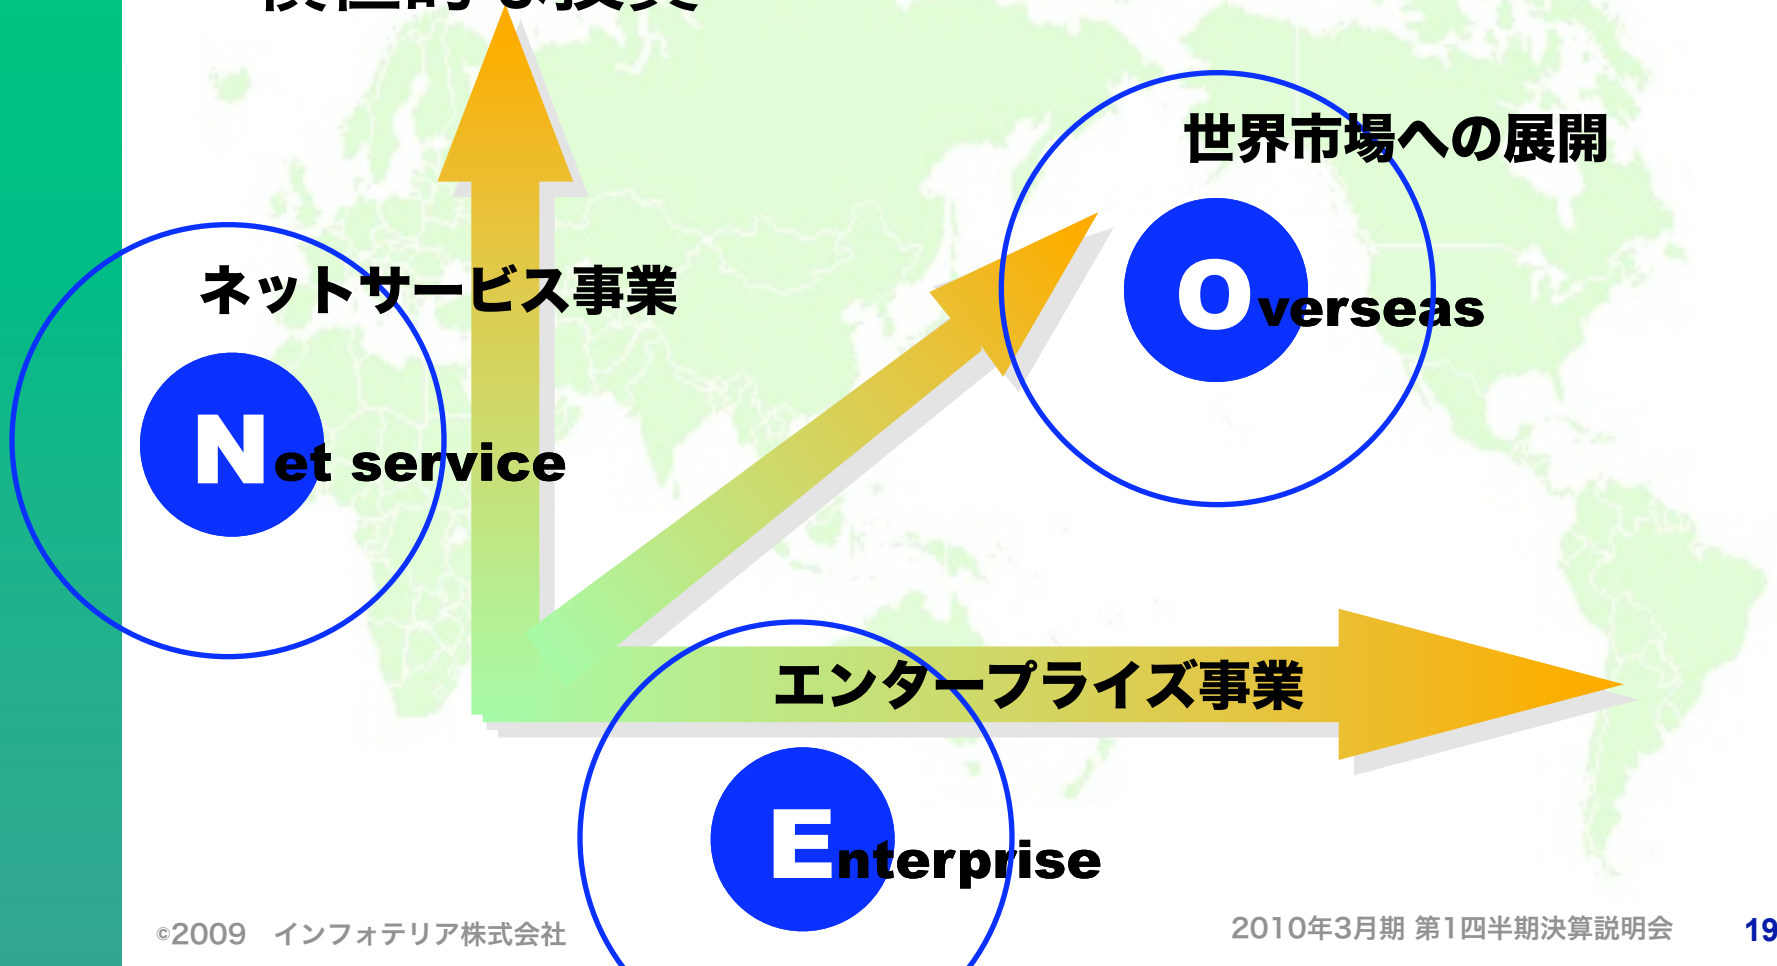 世界市場への展開
Overseas
ネットサービス事業
Net service
エンタープライズ事業
Enterprise
©2009 インフォテリア株式会社
2010年3月期 第1四半期決算説明会
19